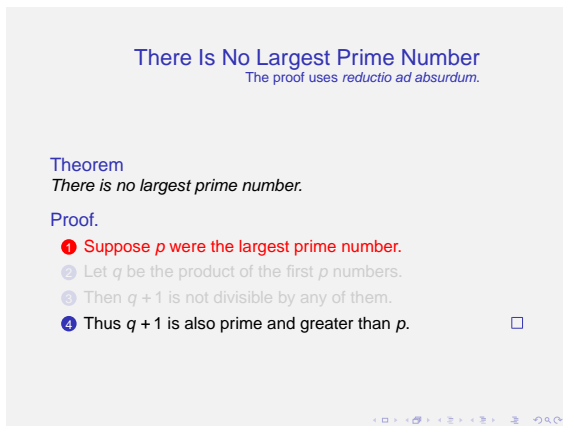 There Is No Largest Prime Number
The proof uses reductio ad absurdum.
Theorem
There is no largest prime number.
Proof.
1 Suppose p were the largest prime number.
2 Let q be the product of the first p numbers.
3 Then q + 1 is not divisible by any of them.
4 Thus q + 1 is also prime and greater than p. □